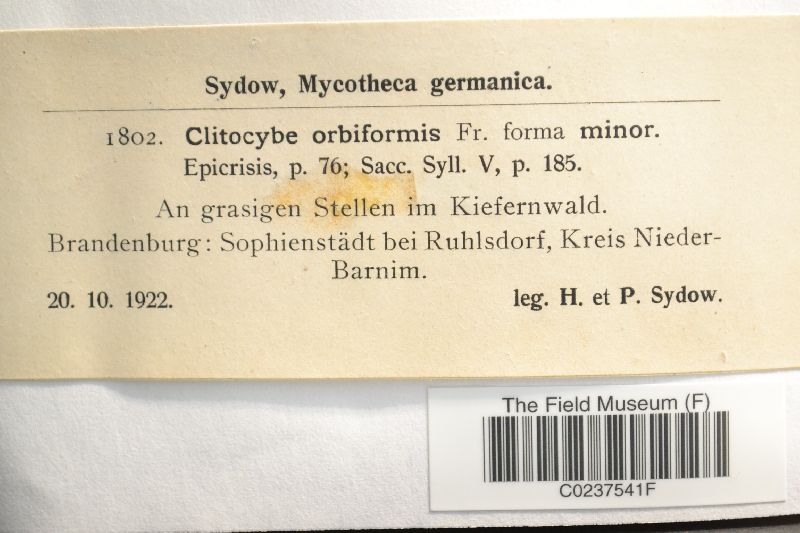 Sydow, Mycotheca germanica.
1802. Clitocybe orbiformis Fr. forma minor.
Epicrisis, p. 76; Sacc. Syll. V, p. 185.
An grasigen Stellen im Kiefernwald.
Brandenburg: Sophienstädt bei Ruhlsdorf, Kreis Nieder-
Barnim.
20. 10. 1922. leg. H. et P. Sydow.
The Field Museum (F)
C0237541F